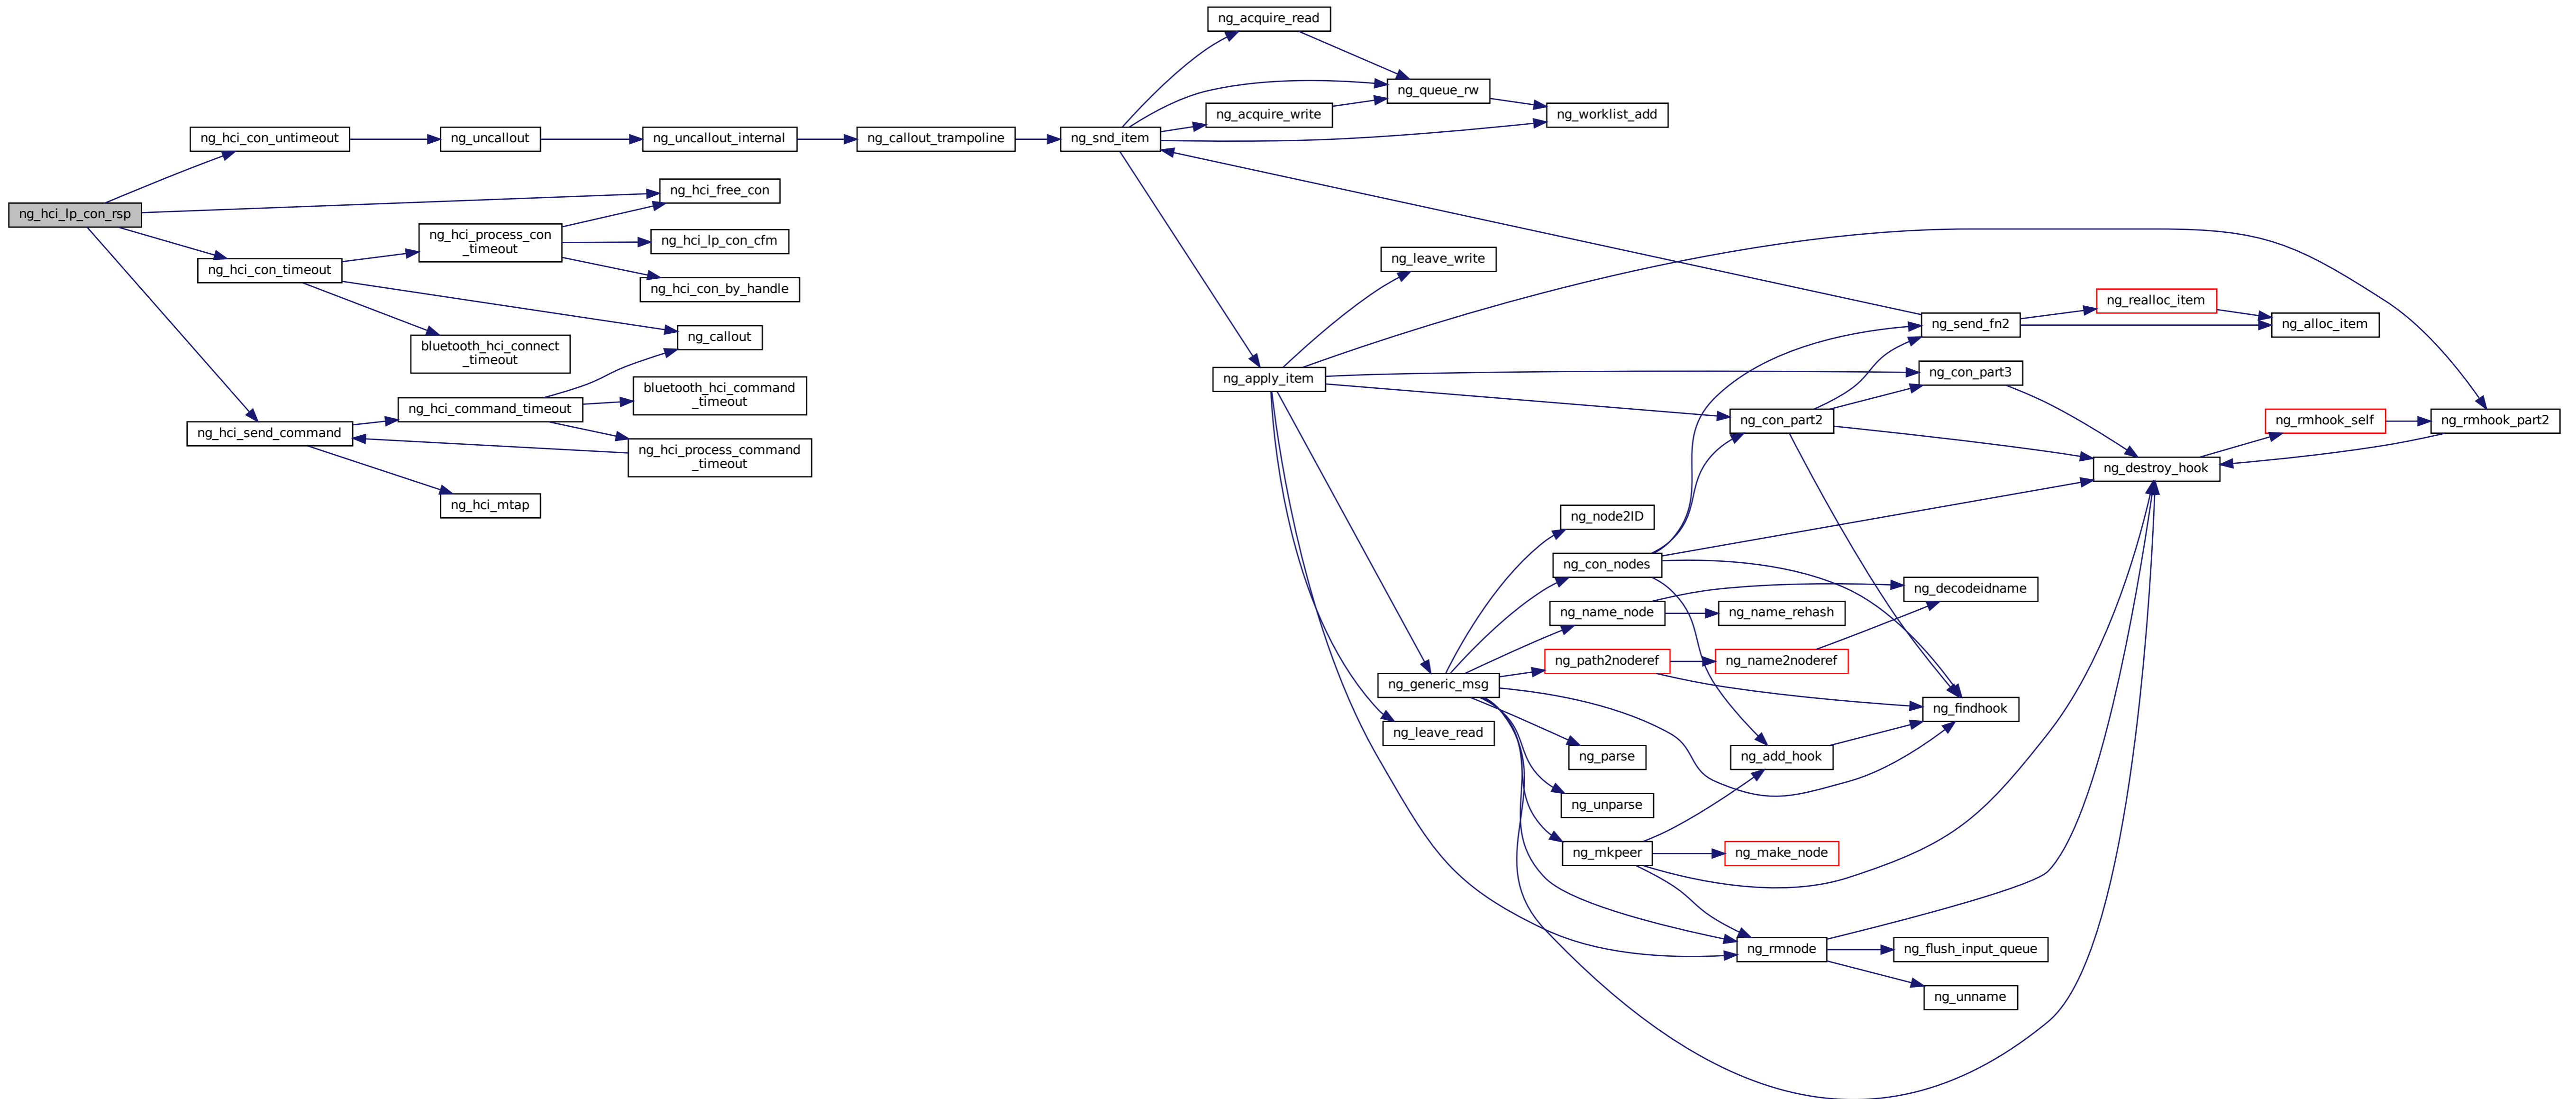 ng_hci_lp_con_rsp
ng_hci_con_untimeout
ng_uncallout
ng_uncallout_internal
ng_callout_trampoline
ng_snd_item
ng_acquire_read
ng_queue_rw
ng_acquire_write
ng_worklist_add
ng_hci_free_con
ng_hci_process_con
_timeout
ng_hci_lp_con_cfm
ng_hci_con_timeout
ng_hci_con_by_handle
ng_callout
bluetooth_hci_connect
_timeout
bluetooth_hci_command
_timeout
ng_hci_command_timeout
ng_hci_send_command
ng_hci_process_command
_timeout
ng_hci_mtap
ng_leave_write
ng_apply_item
ng_send_fn2
ng_realloc_item
ng_alloc_item
ng_con_part3
ng_con_part2
ng_rmhook_self
ng_rmhook_part2
ng_destroy_hook
ng_node2ID
ng_con_nodes
ng_decodeidname
ng_name_node
ng_name_rehash
ng_path2noderef
ng_name2noderef
ng_generic_msg
ng_findhook
ng_leave_read
ng_parse
ng_add_hook
ng_unparse
ng_mkpeer
ng_make_node
ng_rmnode
ng_flush_input_queue
ng_unname